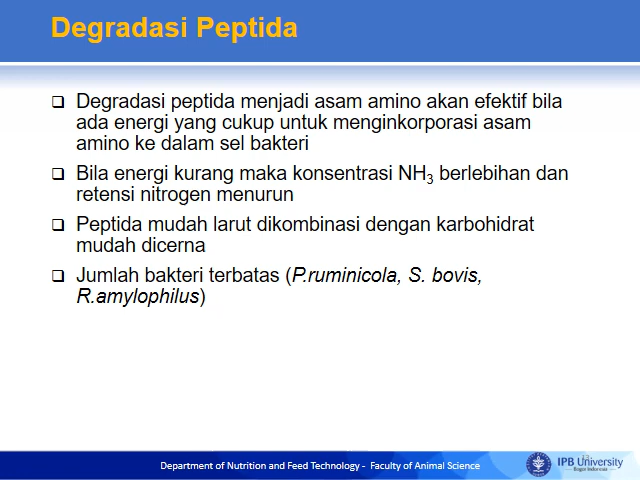 Degradasi Peptida
❑ Degradasi peptida menjadi asam amino akan efektif bila
ada energi yang cukup untuk menginkorporasi asam
amino ke dalam sel bakteri
❑ Bila energi kurang maka konsentrasi NH3 berlebihan dan
retensi nitrogen menurun
❑ Peptida mudah larut dikombinasi dengan karbohidrat
mudah dicerna
❑ Jumlah bakteri terbatas (P.ruminicola, S. bovis,
R.amylophilus)
Department of Nutrition and Feed Technology - Faculty of Animal Science
IPB University
Bogor Indonesia